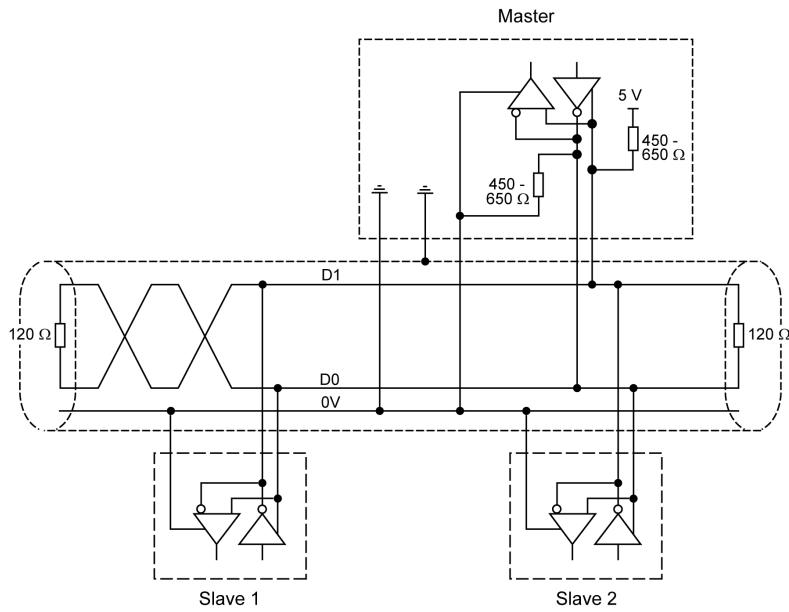 Master
5 V
450 -
650 Ω
450 -
650 Ω
D1
120 Ω
120 Ω
D0
0V
Slave 1
Slave 2